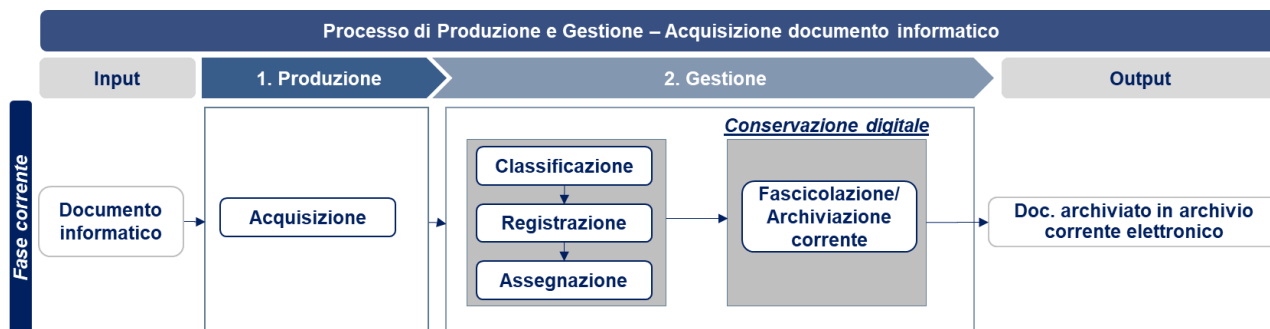 Processo di Produzione e Gestione – Acquisizione documento informatico
Input
1. Produzione
2. Gestione
Output
Fase corrente
Documento
informatico
Acquisizione
Classificazione
Registrazione
Assegnazione
Conservazione digitale
Fascicolazione/
Archiviazione
corrente
Doc. archiviato in archivio
corrente elettronico